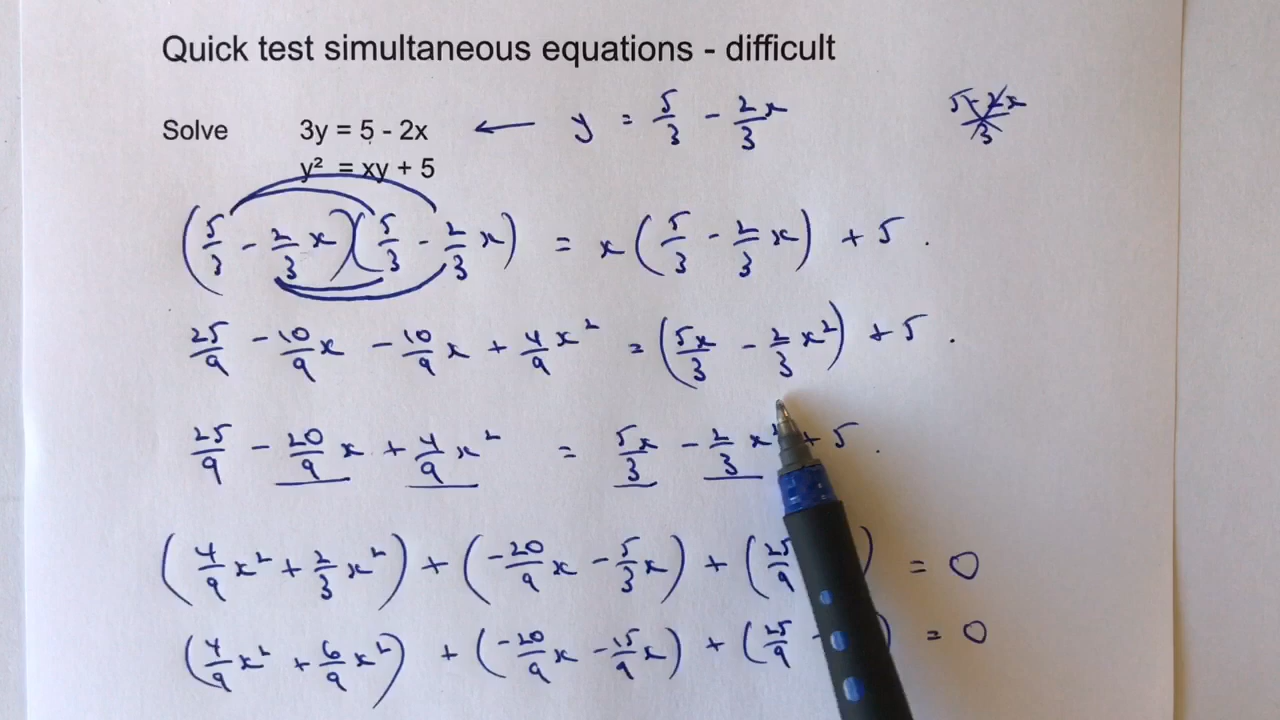 Quick test simultaneous equations - difficult
Solve 3y = 5 - 2x ← y = 5/3 - 2/3 x 5-2x/3
y² = xy + 5
(5/3 - 2/3 x)(5/3 - 2/3 x) = x(5/3 - 2/3 x) + 5.
25/9 - 10/9 x - 10/9 x + 4/9 x² = (5x/3 - 2/3 x²) + 5.
25/9 - 20/9 x + 4/9 x² = 5x/3 - 2/3 x² + 5.
(4/9 x² + 2/3 x²) + (-20/9 x - 5/3 x) + (25/9 ) = 0
(4/9 x² + 6/9 x²) + (-20/9 x - 15/9 x) + (25/9 - ) = 0